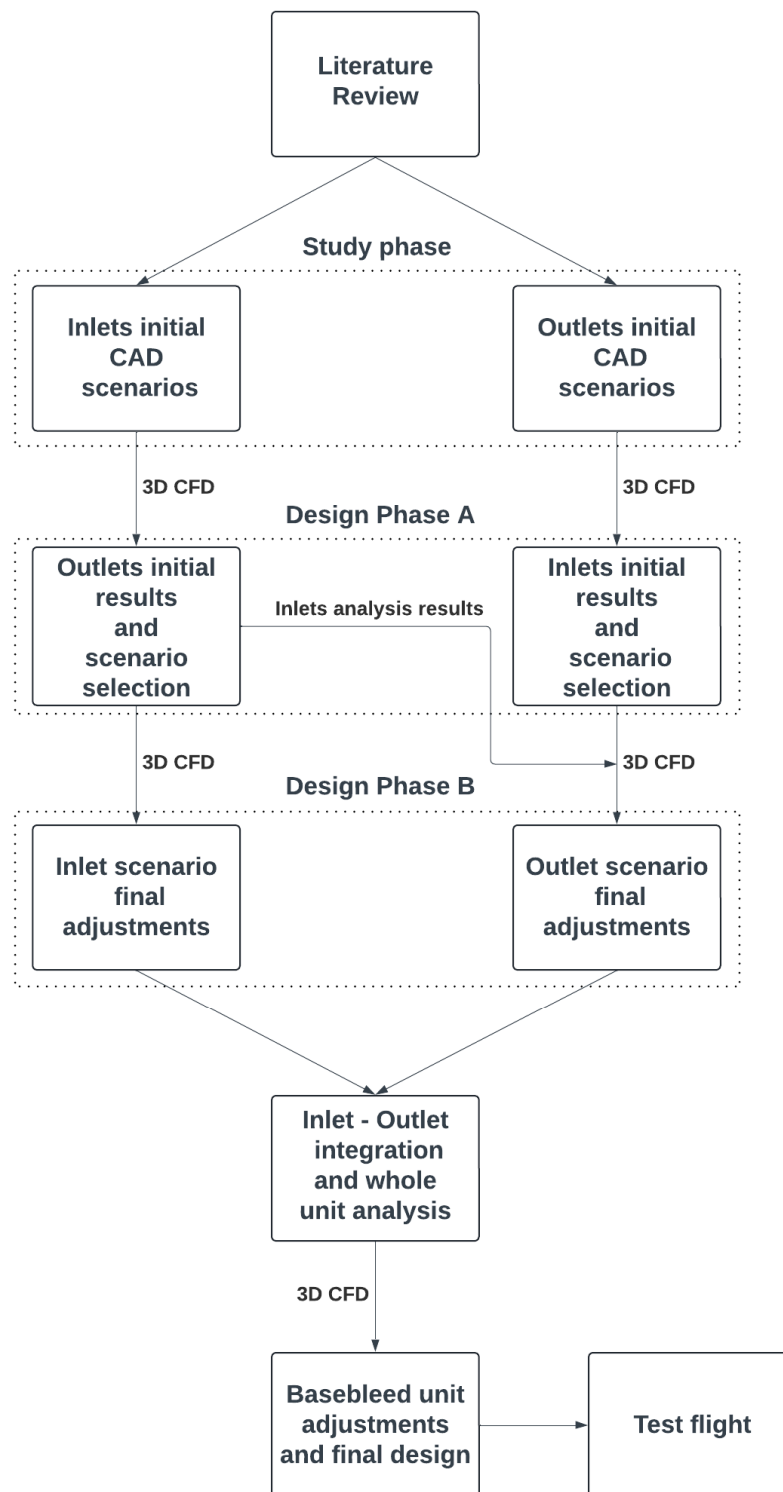 Literature
Review
Study phase
Inlets initial
CAD
scenarios
Outlets initial
CAD
scenarios
3D CFD
3D CFD
Design Phase A
Outlets initial
results
and
scenario
selection
Inlets analysis results
Inlets initial
results
and
scenario
selection
3D CFD
3D CFD
Design Phase B
Inlet scenario
final
adjustments
Outlet scenario
final
adjustments
Inlet - Outlet
integration
and whole
unit analysis
3D CFD
Basebleed unit
adjustments
and final design
Test flight